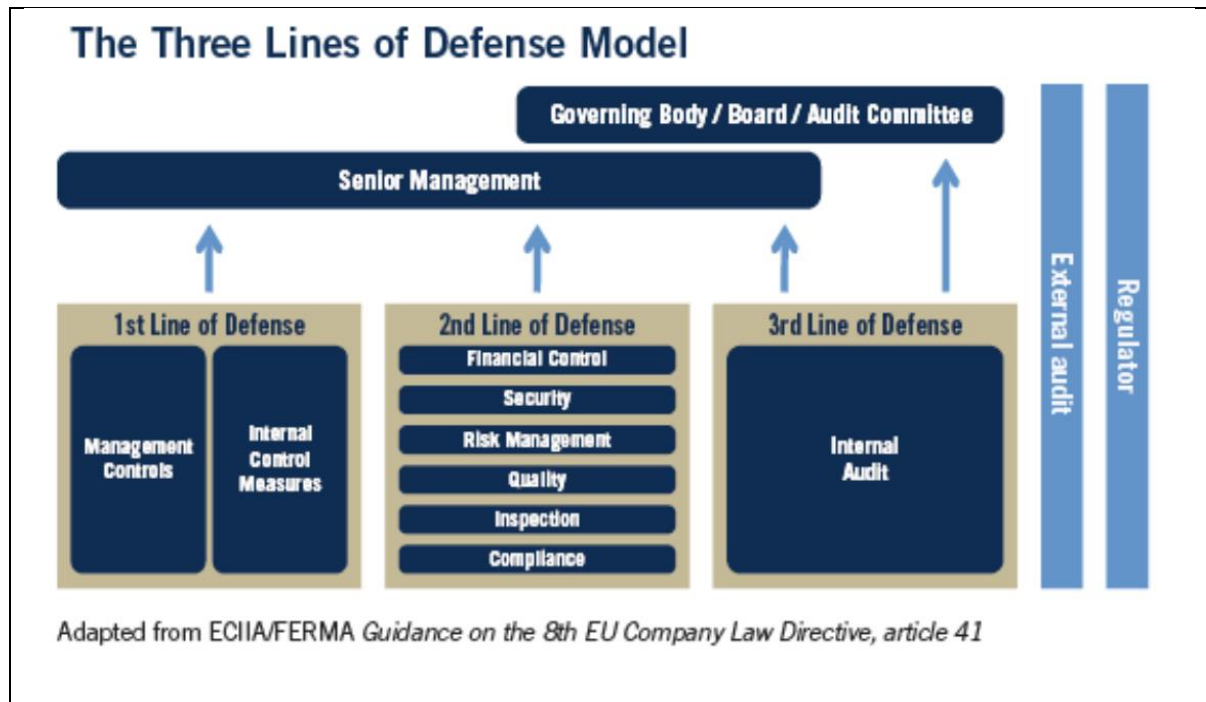 The Three Lines of Defense Model
Governing Body / Board / Audit Committee
Senior Management
1st Line of Defense
Management
Controls
Internal
Control
Measures
2nd Line of Defense
Financial Control
Security
Risk Management
Quality
Inspection
Compliance
3rd Line of Defense
Internal
Audit
External audit
Regulator
Adapted from ECIIA/FERMA Guidance on the 8th EU Company Law Directive, article 41